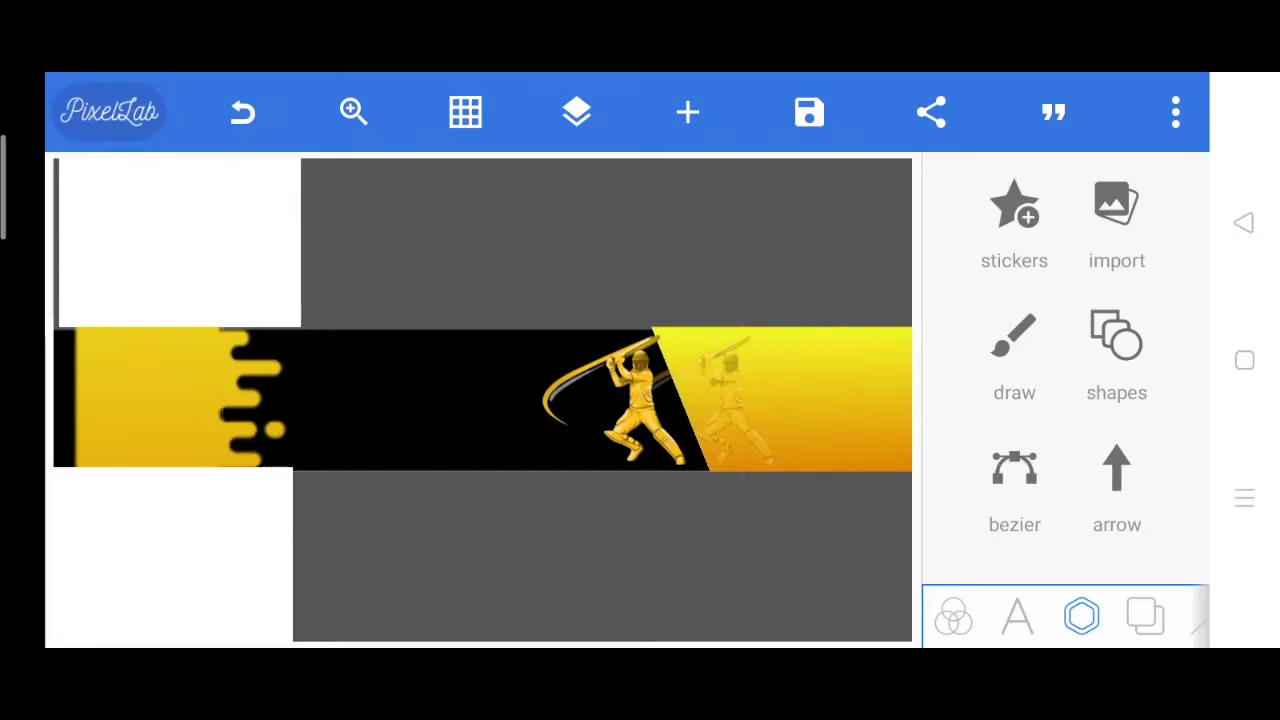 PixelLab
stickers
import
draw
shapes
bezier
arrow